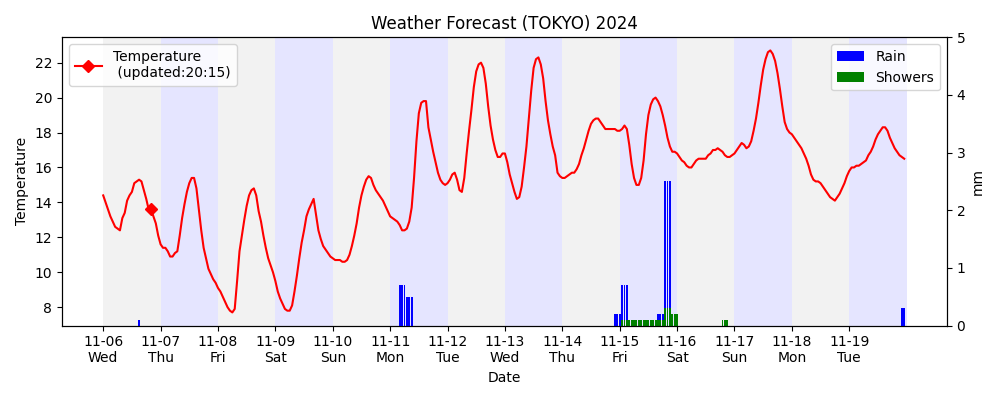 Weather Forecast (TOKYO) 2024
Temperature
(updated:20:15)
Rain
Showers
Temperature
22
20
18
16
14
12
10
8
5
4
3
2
1
0
mm
11-06 11-07 11-08 11-09 11-10 11-11 11-12 11-13 11-14 11-15 11-16 11-17 11-18 11-19
Wed Thu Fri Sat Sun Mon Tue Wed Thu Fri Sat Sun Mon Tue
Date